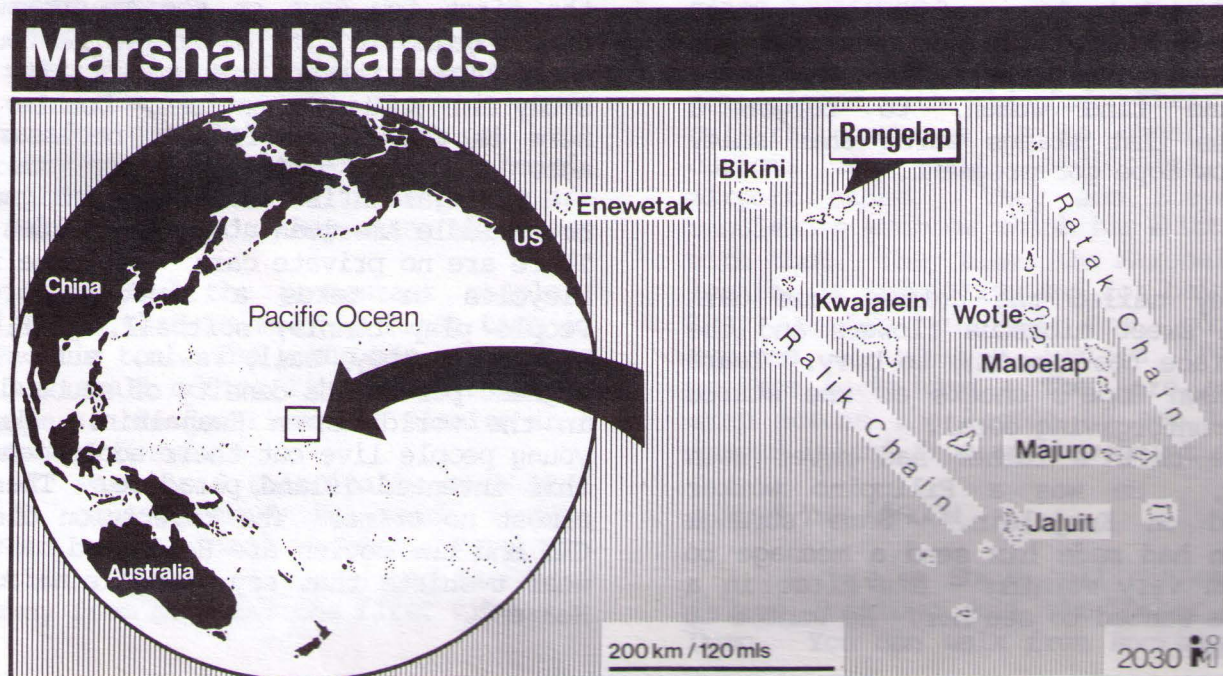 Marshall Islands
China
US
Pacific Ocean
Australia
Enewetak
Bikini
Rongelap
Kwajalein
Wotje
Maloelap
Majuro
Jaluit
Ratak Chain
Ralik Chain
200 km / 120 mls
2030